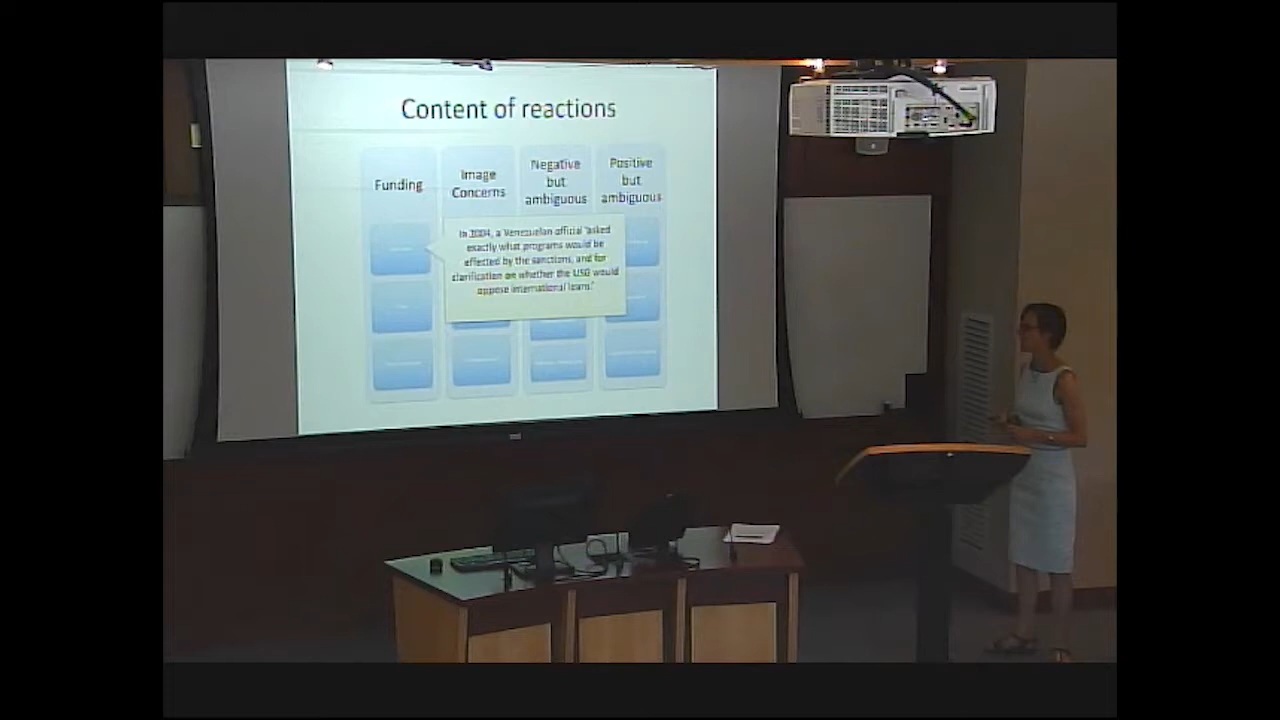 Content of reactions
Funding
Image
Concerns
Negative
but
ambiguous
Positive
but
ambiguous
In 2004, a Venezuelan official "asked
exactly what programs would be
effected by the sanctions, and for
clarification on whether the USG would
oppose international loans."